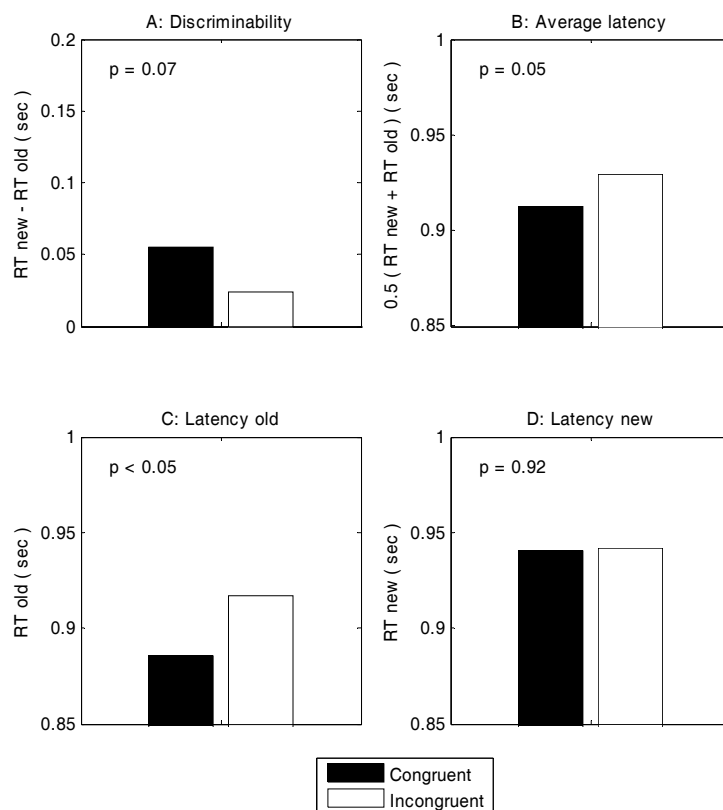 A: Discriminability
p = 0.07
RT new - RT old ( sec )
0.2
0.15
0.1
0.05
0
B: Average latency
p = 0.05
0.5 ( RT new + RT old ) ( sec )
1
0.95
0.9
0.85
C: Latency old
p < 0.05
RT old ( sec )
1
0.95
0.9
0.85
D: Latency new
p = 0.92
RT new ( sec )
1
0.95
0.9
0.85
Congruent
Incongruent